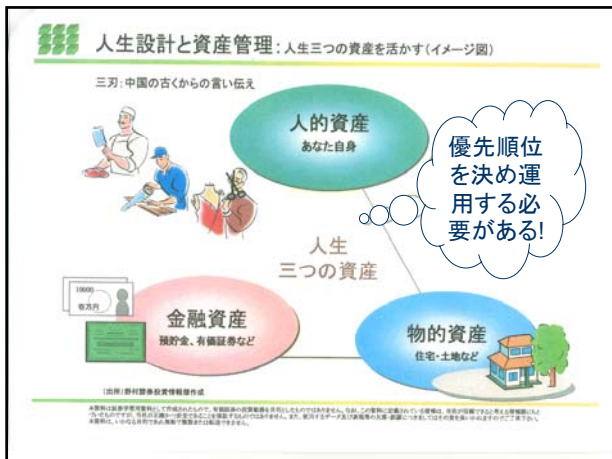 人生設計と資産管理：人生三つの資産を活かす（イメージ図）
三刃：中国の古くからの言い伝え
人的資産
あなた自身
優先順位
を決め運
用する必
要がある!
人生
三つの資産
10000
壱万円
金融資産
預貯金、有価証券など
物的資産
住宅・土地など
（出所）野村證券投資情報部作成